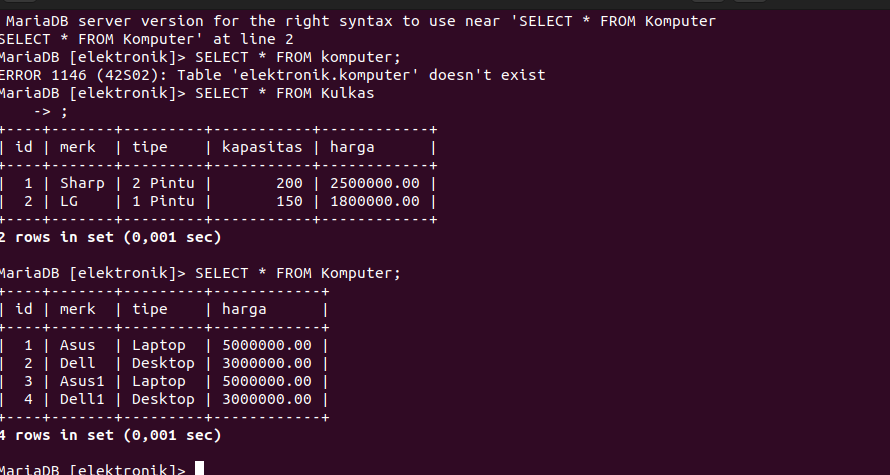 MariaDB server version for the right syntax to use near 'SELECT * FROM Komputer
SELECT * FROM Komputer' at line 2
MariaDB [elektronik]> SELECT * FROM komputer;
ERROR 1146 (42S02): Table 'elektronik.komputer' doesn't exist
MariaDB [elektronik]> SELECT * FROM Kulkas
    -> ;
+----+-------+---------+-----------+------------+
| id | merk  | tipe    | kapasitas | harga      |
+----+-------+---------+-----------+------------+
|  1 | Sharp | 2 Pintu |       200 | 2500000.00 |
|  2 | LG    | 1 Pintu |       150 | 1800000.00 |
+----+-------+---------+-----------+------------+
2 rows in set (0,001 sec)
MariaDB [elektronik]> SELECT * FROM Komputer;
+----+-------+---------+------------+
| id | merk  | tipe    | harga      |
+----+-------+---------+------------+
|  1 | Asus  | Laptop  | 5000000.00 |
|  2 | Dell  | Desktop | 3000000.00 |
|  3 | Asus1 | Laptop  | 5000000.00 |
|  4 | Dell1 | Desktop | 3000000.00 |
+----+-------+---------+------------+
4 rows in set (0,001 sec)
MariaDB [elektronik]>